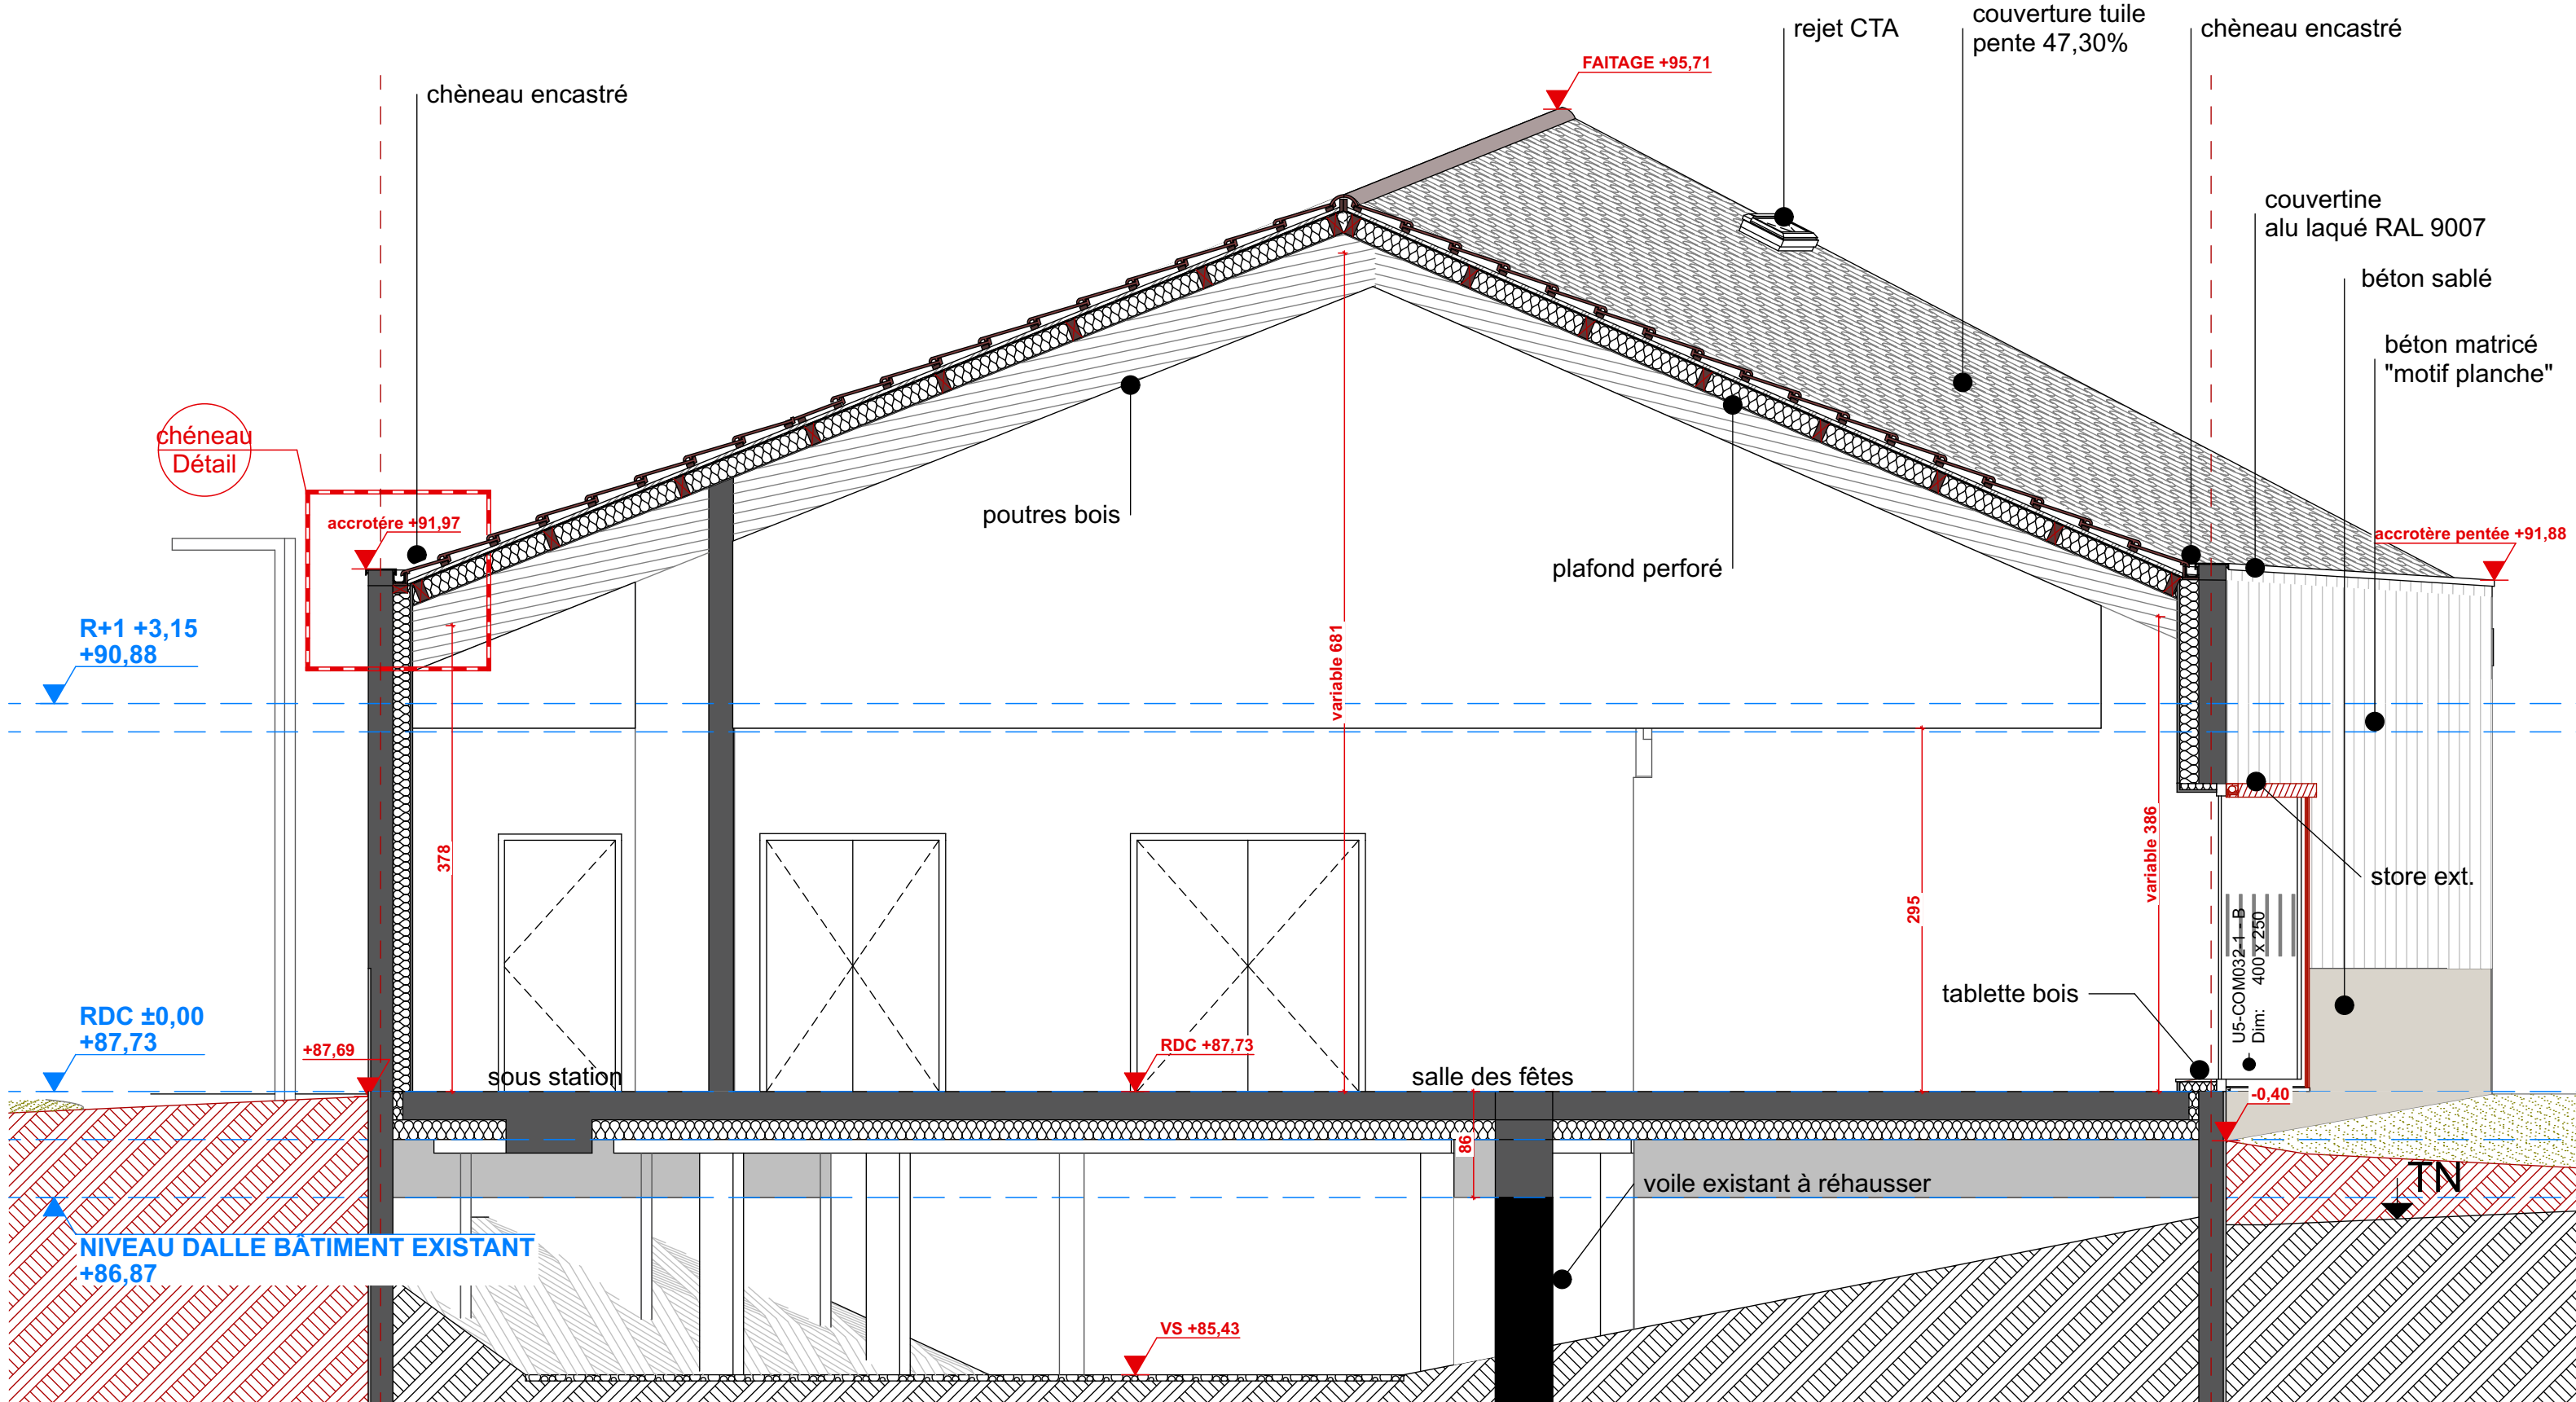 rejet CTA
couverture tuile
pente 47,30%
chèneau encastré
FAITAGE +95,71
chèneau encastré
couvertine
alu laqué RAL 9007
béton sablé
béton matricé
"motif planche"
chéneau
Détail
accrotére +91,97
poutres bois
plafond perforé
accrotère pentée +91,88
R+1 +3,15
+90,88
variable 681
378
295
variable 386
store ext.
U5-COM032-1 - B
Dim: 400 x 250
tablette bois
RDC ±0,00
+87,73
+87,69
sous station
RDC +87,73
salle des fêtes
-0,40
86
TN
voile existant à réhausser
NIVEAU DALLE BÂTIMENT EXISTANT
+86,87
VS +85,43